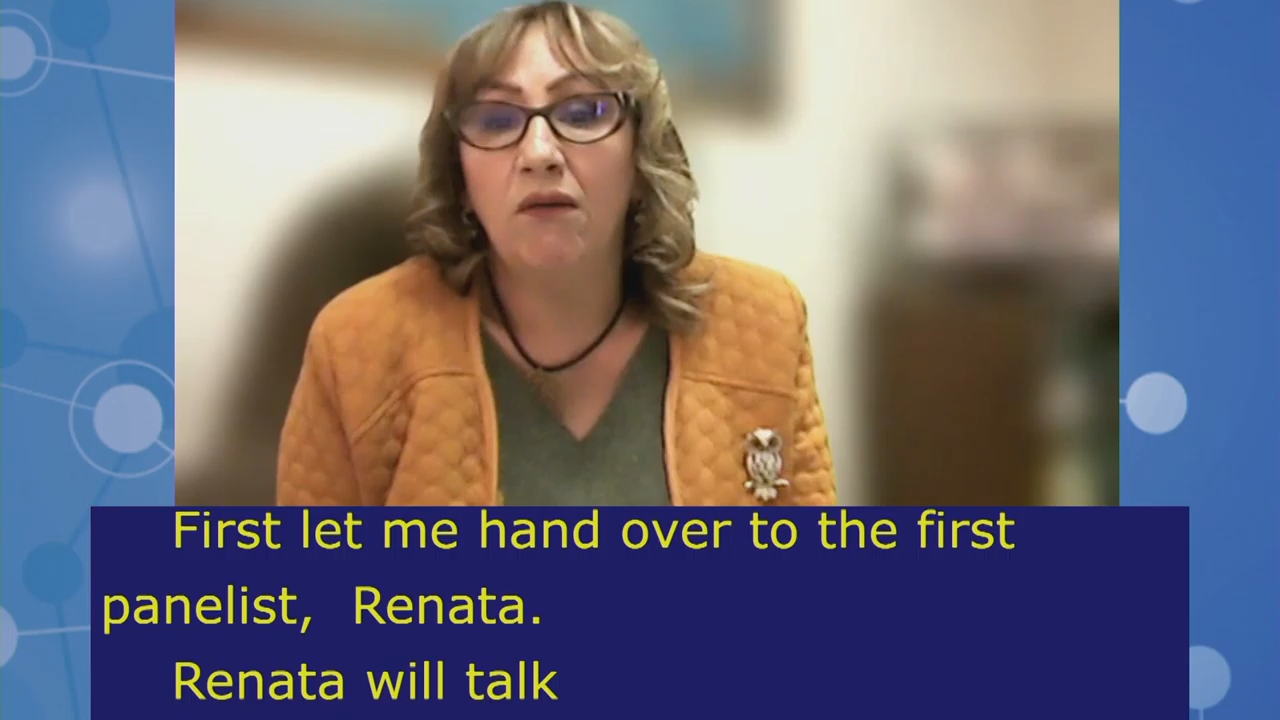 First let me hand over to the first
panelist, Renata.
Renata will talk